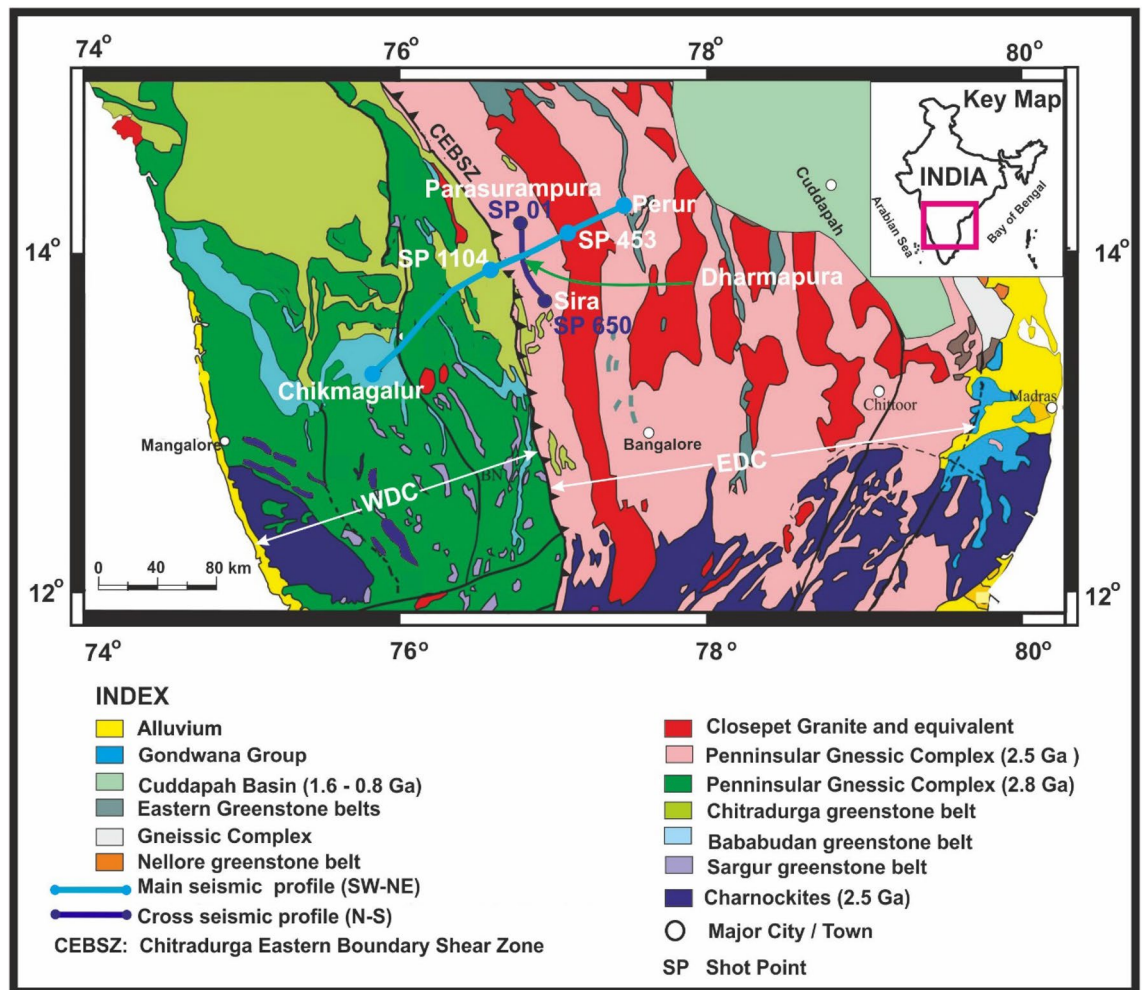 74° 76° 78° 80°
Key Map
INDIA
Arabian Sea
Bay of Bengal
CEBSZ
Cuddapah
Parasurampura
SP 01
Perur
14° 14°
SP 453
SP 1104
Dharmapura
Sira
SP 650
Chikmagalur
Chittoor
Madras
Mangalore
Bangalore
EDC
WDC
0 40 80 km
12° 12°
74° 76° 78° 80°
INDEX
Alluvium
Gondwana Group
Cuddapah Basin (1.6 - 0.8 Ga)
Eastern Greenstone belts
Gneissic Complex
Nellore greenstone belt
Main seismic profile (SW-NE)
Cross seismic profile (N-S)
CEBSZ: Chitradurga Eastern Boundary Shear Zone
Closepet Granite and equivalent
Penninsular Gnessic Complex (2.5 Ga )
Penninsular Gnessic Complex (2.8 Ga)
Chitradurga greenstone belt
Bababudan greenstone belt
Sargur greenstone belt
Charnockites (2.5 Ga)
Major City / Town
SP Shot Point